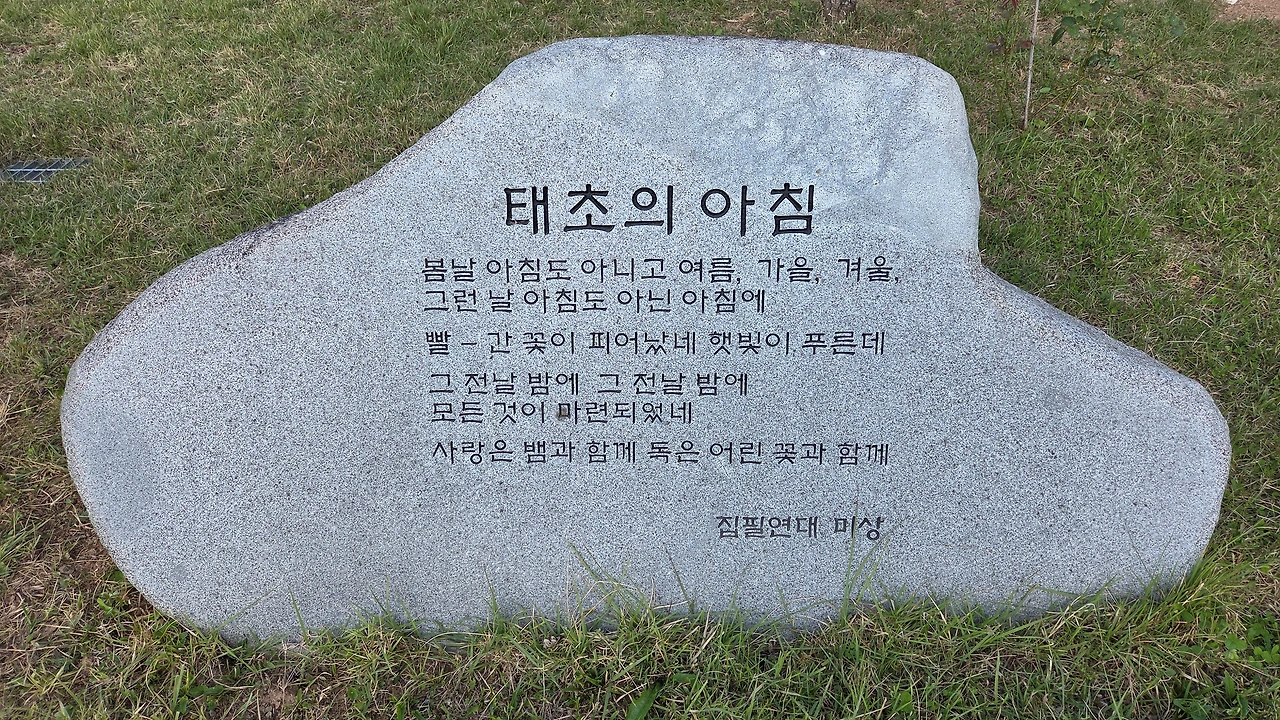 태초의 아침
봄날 아침도 아니고 여름, 가을, 겨울,
그런 날 아침도 아닌 아침에
빨 - 간 꽃이 피어났네 햇빛이 푸른데
그 전날 밤에 그 전날 밤에
모든 것이 마련되었네
사랑은 뱀과 함께 독은 어린 꽃과 함께
짐필연대 미상